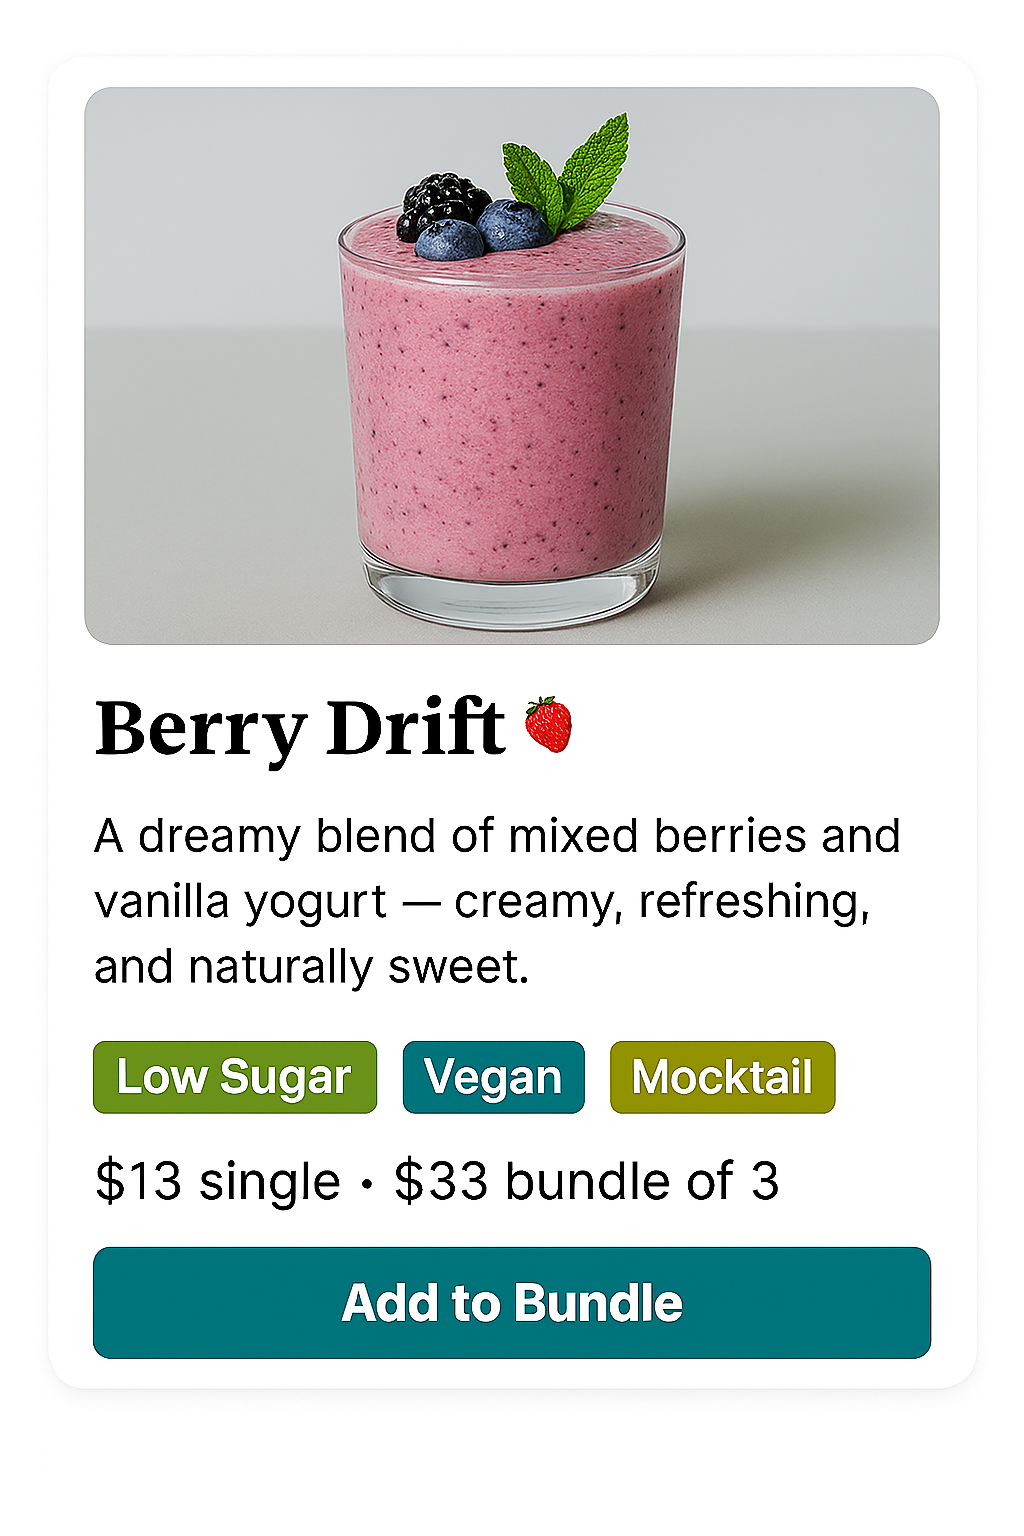 Berry Drift 🍓
A dreamy blend of mixed berries and
vanilla yogurt — creamy, refreshing,
and naturally sweet.
Low Sugar Vegan Mocktail
$13 single • $33 bundle of 3
Add to Bundle